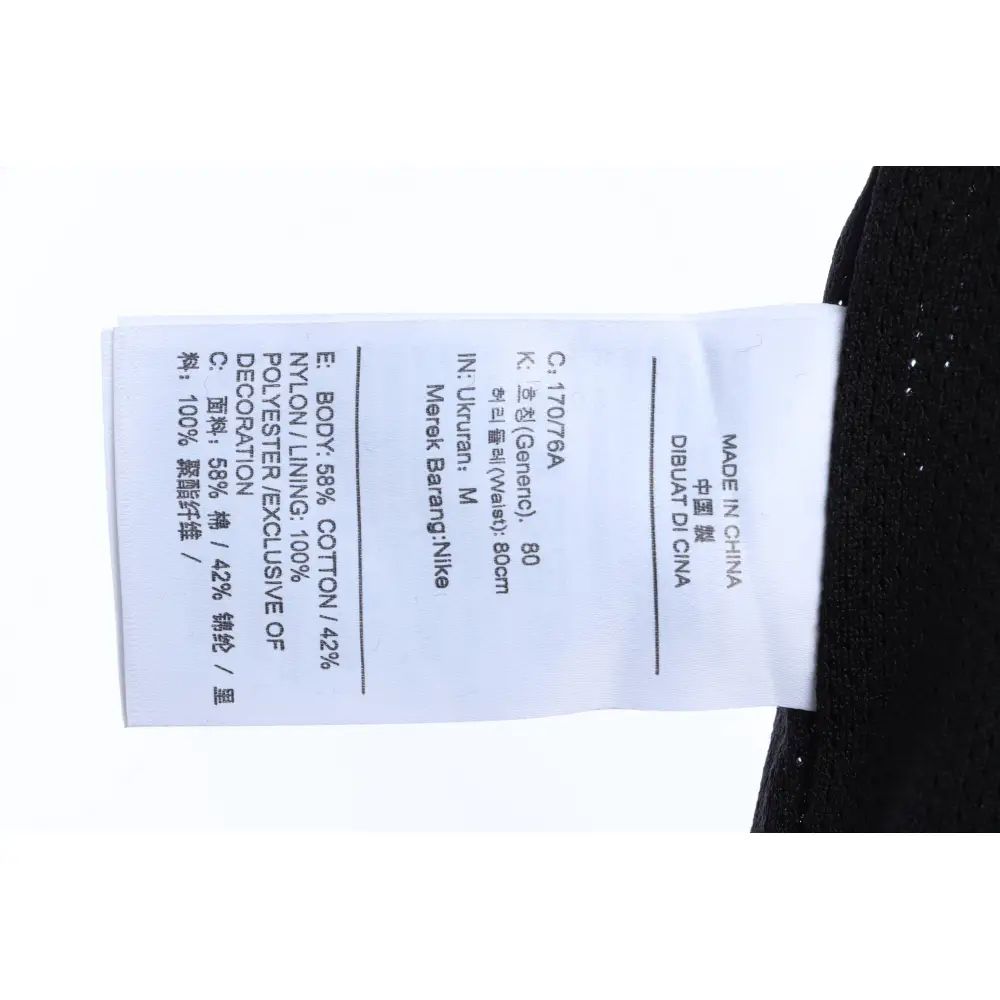 MADE IN CHINA
中國 製
DIBUAT DI CINA
C: 170/76A
K: 호칭(Generic). 80
허리둘레(Waist): 80cm
IN: Ukruran: M
Merek Barang:Nike
E: BODY: 58% COTTON / 42%
NYLON / LINING: 100%
POLYESTER /EXCLUSIVE OF
DECORATION
C: 面料: 58% 棉 / 42% 锦纶 / 里
料: 100% 聚酯纤维 /